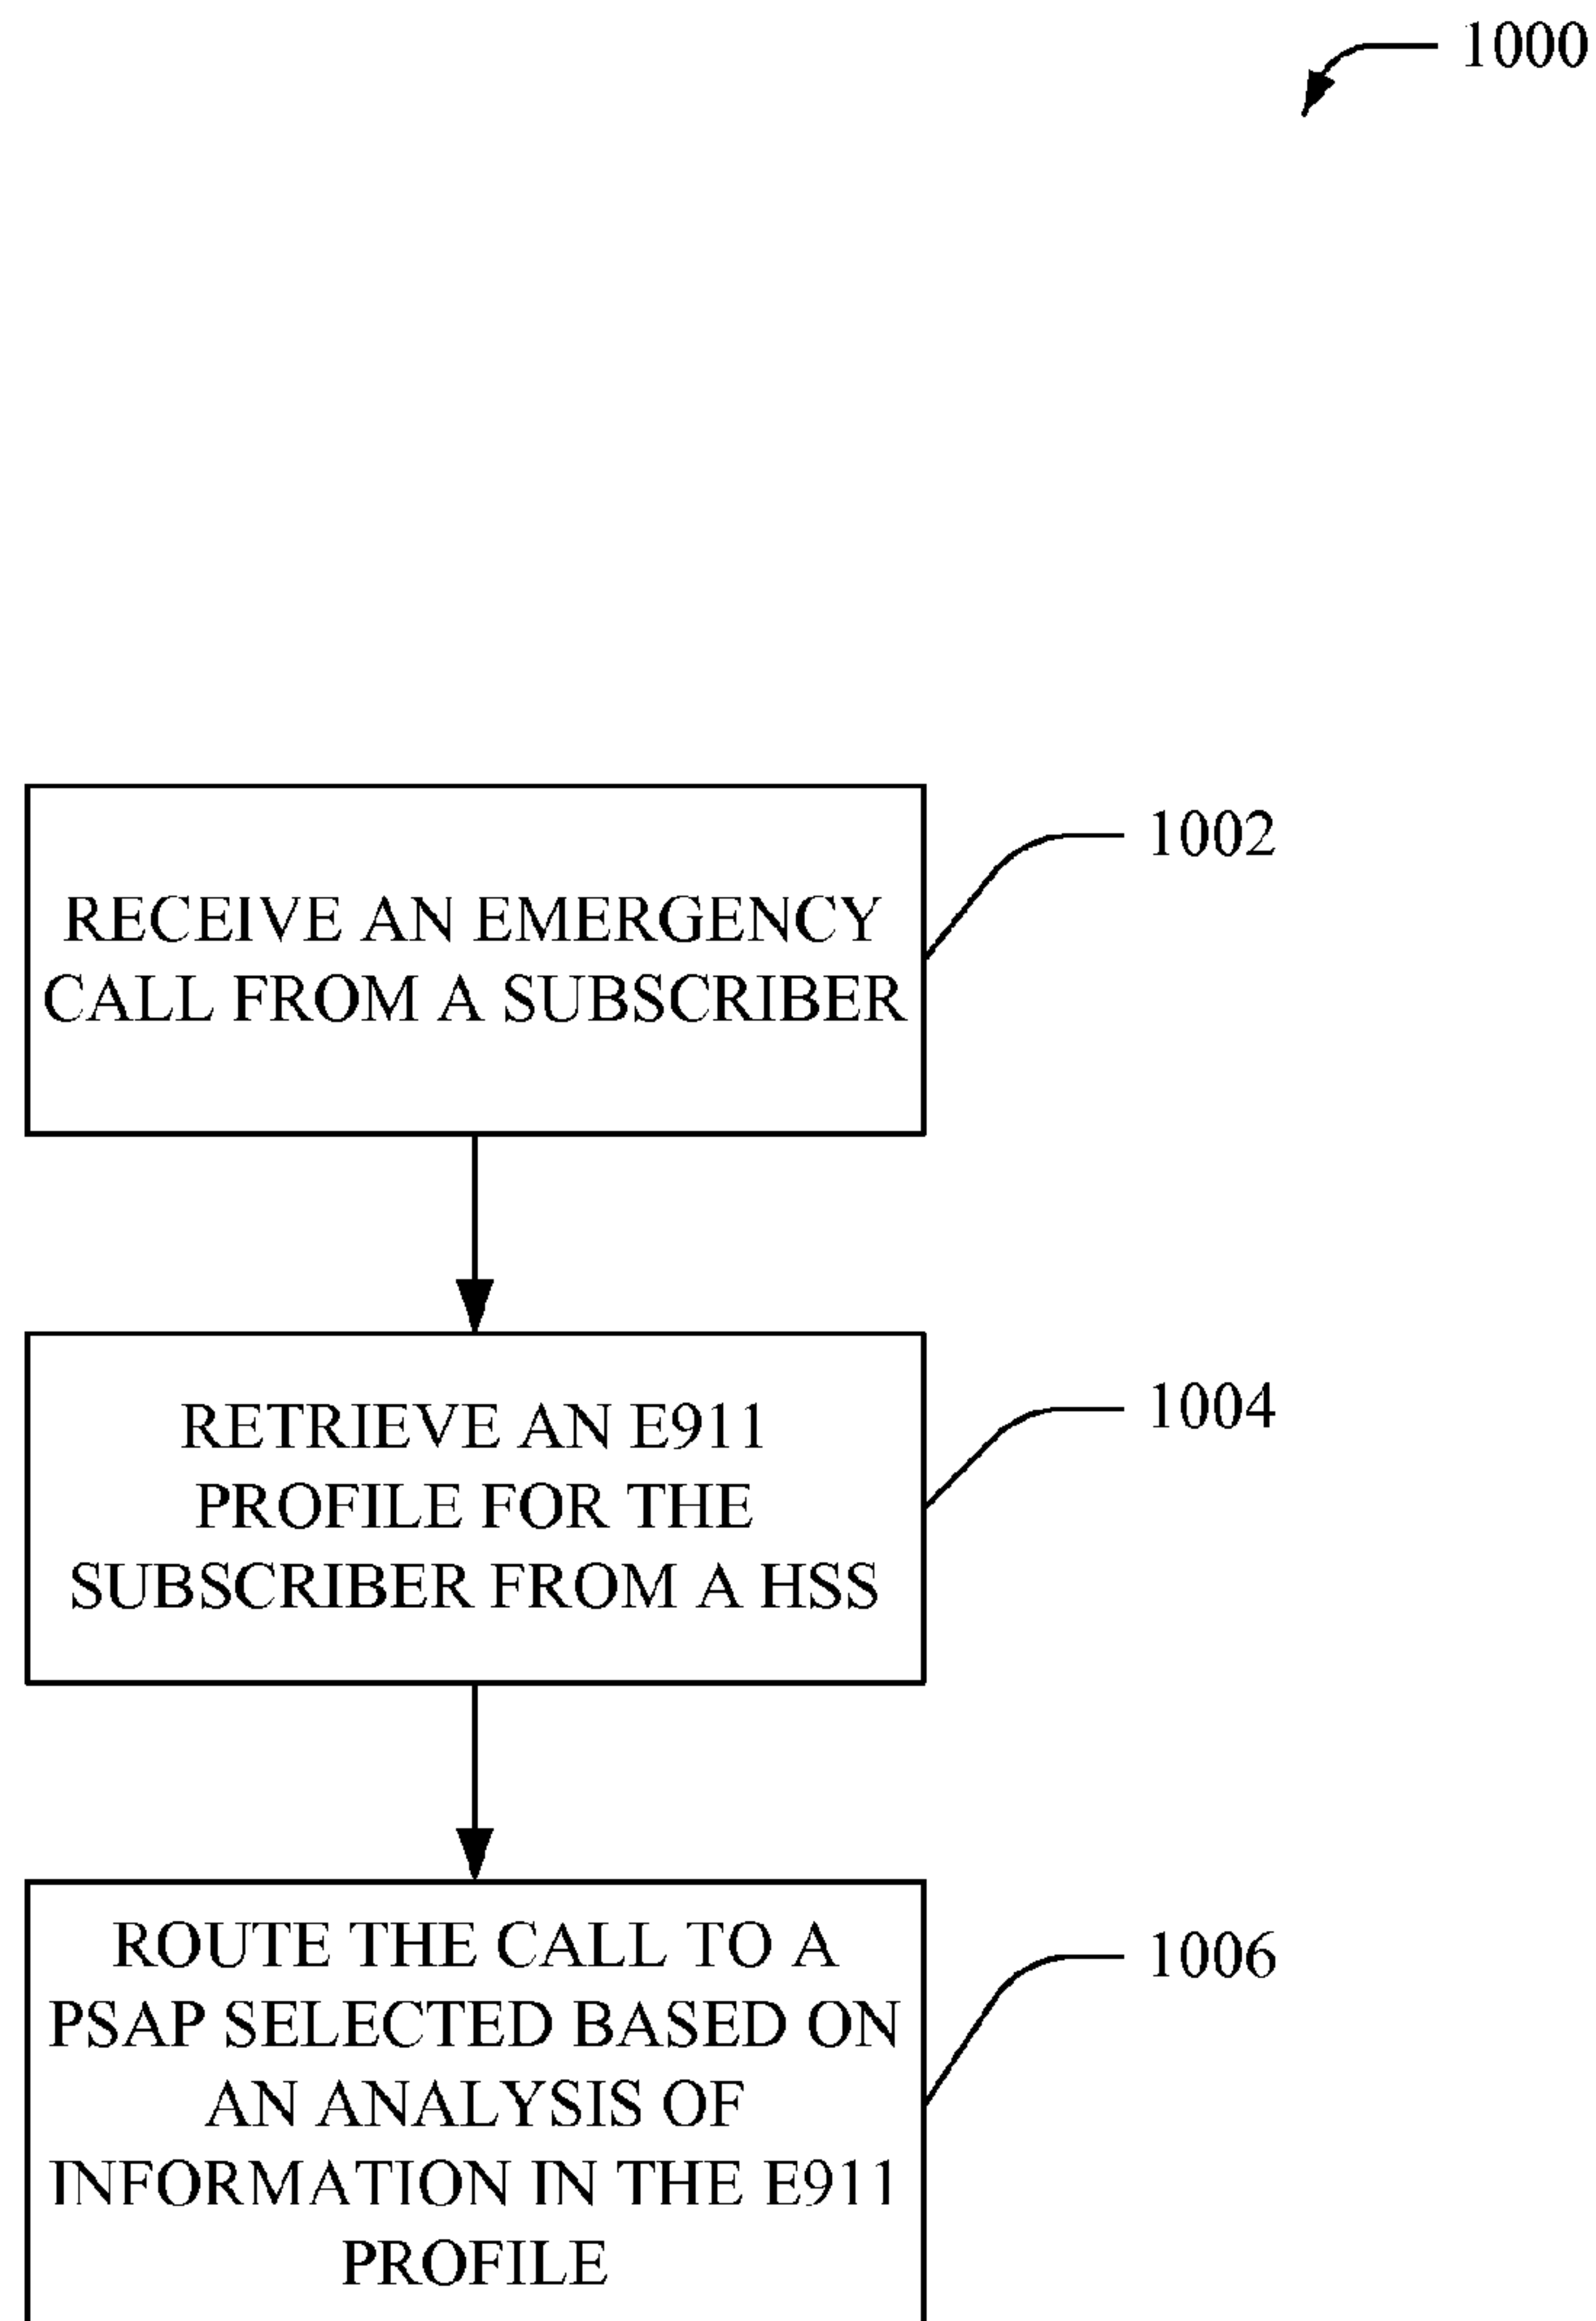 1000
RECEIVE AN EMERGENCY
CALL FROM A SUBSCRIBER
1002
RETRIEVE AN E911
PROFILE FOR THE
SUBSCRIBER FROM A HSS
1004
ROUTE THE CALL TO A
PSAP SELECTED BASED ON
AN ANALYSIS OF
INFORMATION IN THE E911
PROFILE
1006